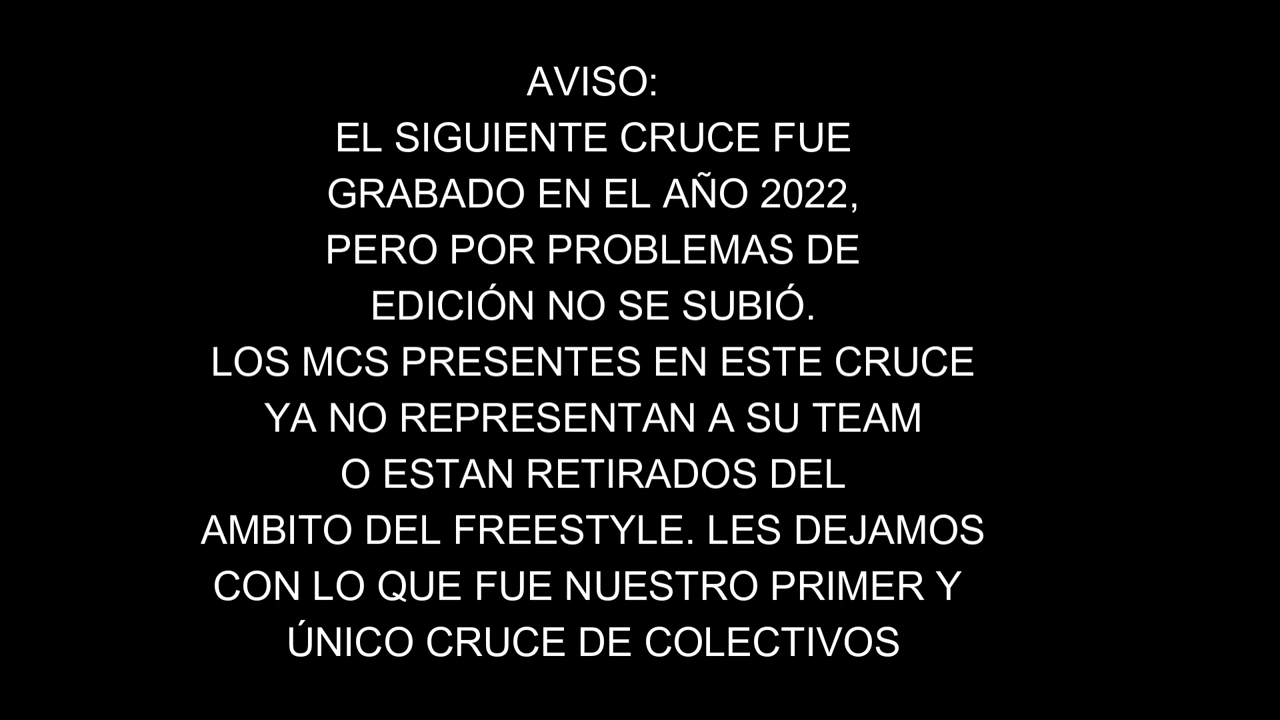 AVISO:
EL SIGUIENTE CRUCE FUE
GRABADO EN EL AÑO 2022,
PERO POR PROBLEMAS DE
EDICIÓN NO SE SUBIÓ.
LOS MCS PRESENTES EN ESTE CRUCE
YA NO REPRESENTAN A SU TEAM
O ESTAN RETIRADOS DEL
AMBITO DEL FREESTYLE. LES DEJAMOS
CON LO QUE FUE NUESTRO PRIMER Y
ÚNICO CRUCE DE COLECTIVOS